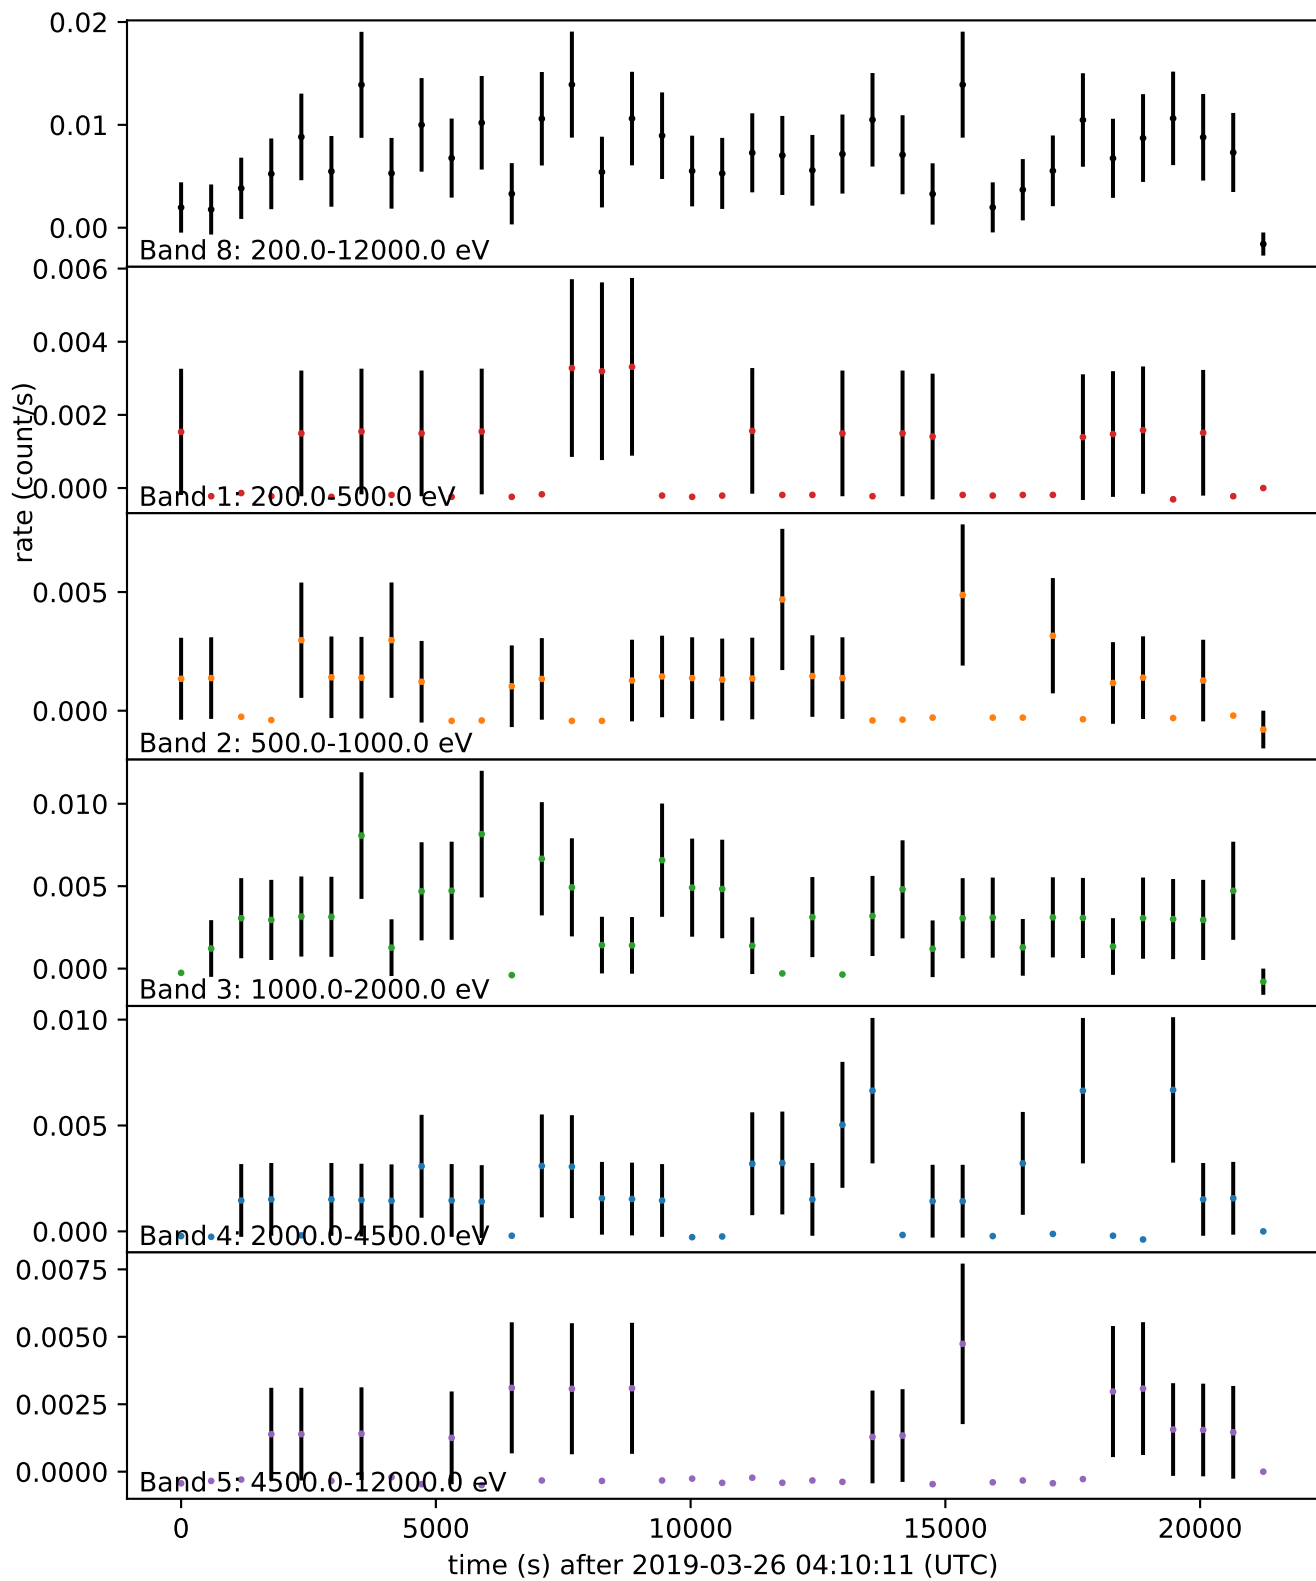 0.02
0.01
0.00
Band 8: 200.0-12000.0 eV
0.006
0.004
0.002
0.000
Band 1: 200.0-500.0 eV
rate (count/s)
0.005
0.000
Band 2: 500.0-1000.0 eV
0.010
0.005
0.000
Band 3: 1000.0-2000.0 eV
0.010
0.005
0.000
Band 4: 2000.0-4500.0 eV
0.0075
0.0050
0.0025
0.0000
Band 5: 4500.0-12000.0 eV
0 5000 10000 15000 20000
time (s) after 2019-03-26 04:10:11 (UTC)